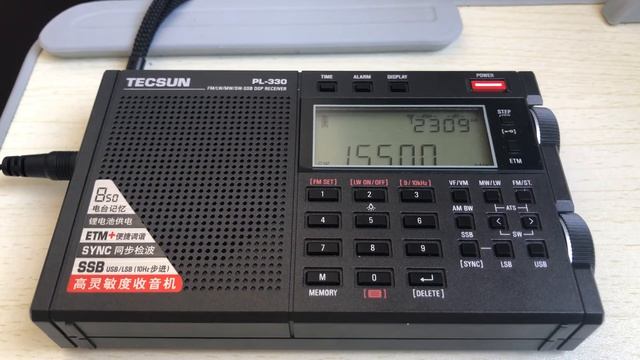 TECSUN
PL-330
FM/LW/MW/SW-SSB DSP RECEIVER
TIME ALARM DISPLAY
POWER
2309
15500
STEP
ETM
[FM SET] [LW ON/OFF] [9/10kHz]
1 2 3
4 5 6
7 8 9
M 0
MEMORY [DELETE]
VF/VM MW/LW FM/ST.
AM BW ATS
SSB SW
[SYNC] LSB USB
850
电台记忆
锂电池供电
ETM+便捷调谐
SYNC 同步检波
SSB USB/LSB (10Hz步进)
高灵敏度收音机